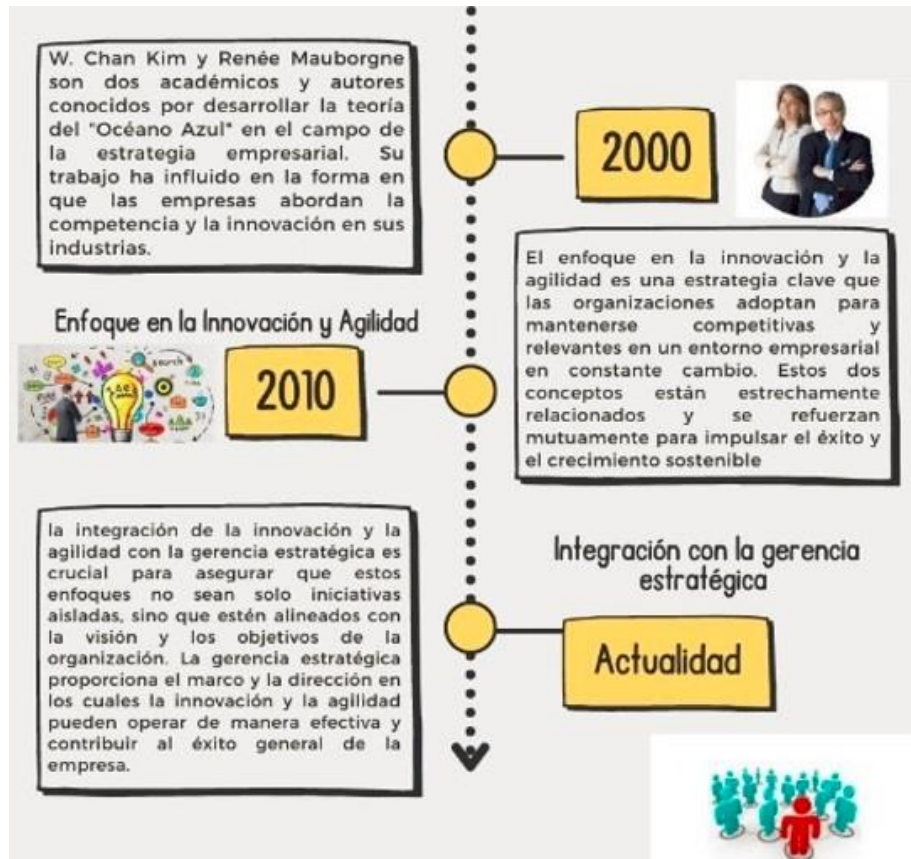 W. Chan Kim y Renée Mauborgne
son dos académicos y autores
conocidos por desarrollar la teoría
del "Océano Azul" en el campo de
la estrategia empresarial. Su
trabajo ha influido en la forma en
que las empresas abordan la
competencia y la innovación en sus
industrias.
2000
Enfoque en la Innovación y Agilidad
2010
search
El enfoque en la innovación y la
agilidad es una estrategia clave que
las organizaciones adoptan para
mantenerse competitivas y
relevantes en un entorno empresarial
en constante cambio. Estos dos
conceptos están estrechamente
relacionados y se refuerzan
mutuamente para impulsar el éxito y
el crecimiento sostenible
Integración con la gerencia
estratégica
Actualidad
la integración de la innovación y la
agilidad con la gerencia estratégica es
crucial para asegurar que estos
enfoques no sean solo iniciativas
aisladas, sino que estén alineados con
la visión y los objetivos de la
organización. La gerencia estratégica
proporciona el marco y la dirección en
los cuales la innovación y la agilidad
pueden operar de manera efectiva y
contribuir al éxito general de la
empresa.